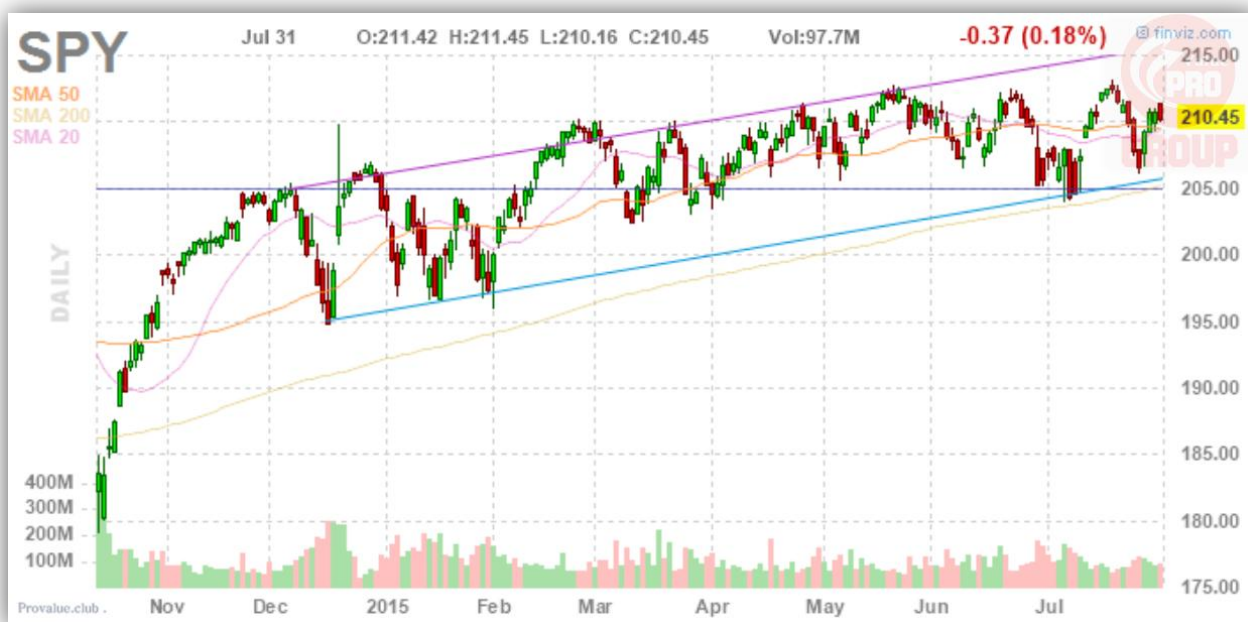 SPY
Jul 31 O:211.42 H:211.45 L:210.16 C:210.45 Vol:97.7M -0.37 (0.18%) © finviz.com
SMA 50
SMA 200
SMA 20
PRO
GROUP
215.00
210.45
205.00
200.00
195.00
190.00
185.00
180.00
175.00
DAILY
400M
300M
200M
100M
Provalue.club .
Nov Dec 2015 Feb Mar Apr May Jun Jul